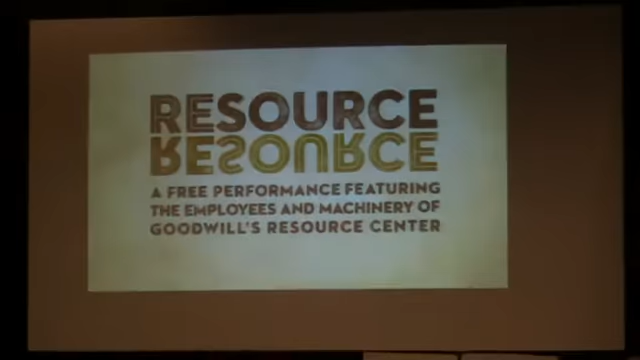 RESOURCE
RESOURCE
A FREE PERFORMANCE FEATURING
THE EMPLOYEES AND MACHINERY OF
GOODWILL'S RESOURCE CENTER